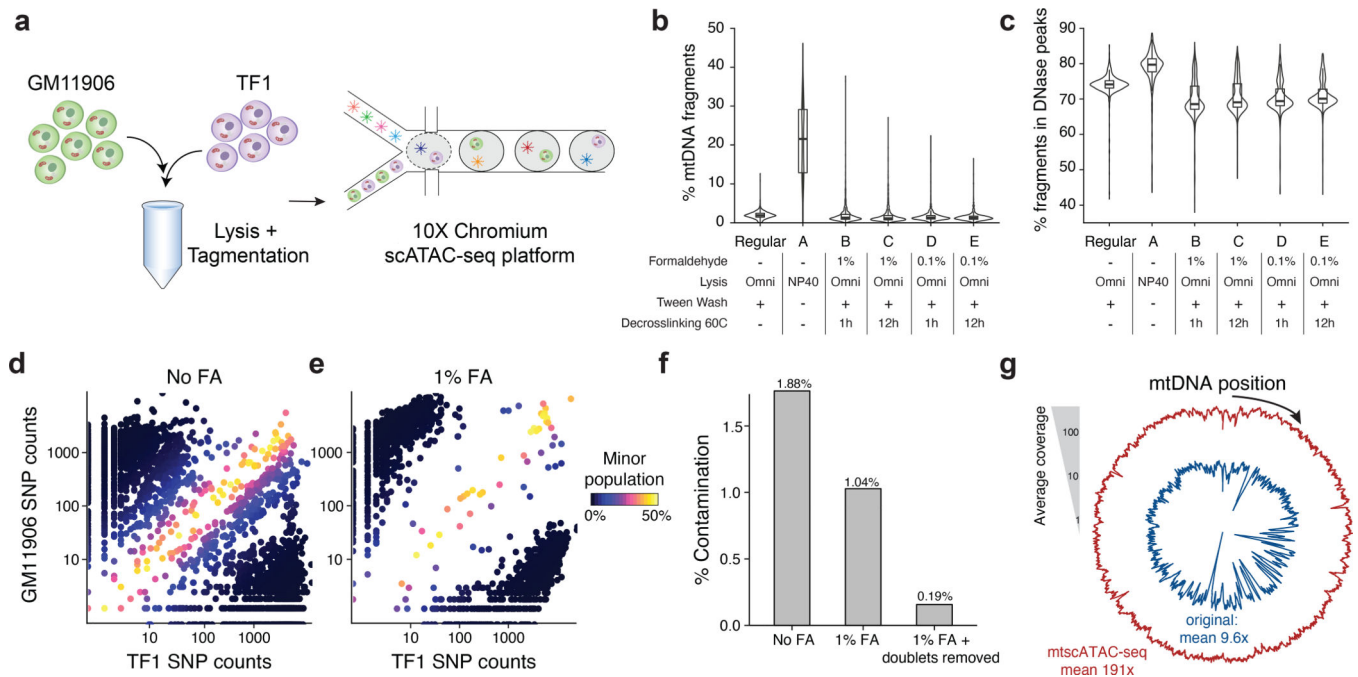 a
GM11906
TF1
Lysis +
Tagmentation
10X Chromium
scATAC-seq platform
b
% mtDNA fragments
50
40
30
20
10
0
Regular A B C D E
Formaldehyde - - 1% 1% 0.1% 0.1%
Lysis Omni NP40 Omni Omni Omni Omni
Tween Wash + - + + + +
Decrosslinking 60C - - 1h 12h 1h 12h
c
% fragments in DNase peaks
90
80
70
60
50
40
Regular A B C D E
- - 1% 1% 0.1% 0.1%
Omni NP40 Omni Omni Omni Omni
+ - + + + +
- - 1h 12h 1h 12h
d
No FA
GM11906 SNP counts
1000
100
10
10 100 1000
TF1 SNP counts
e
1% FA
1000
100
10
10 100 1000
TF1 SNP counts
Minor
population
0% 50%
f
% Contamination
1.5
1.0
0.5
0.0
1.88%
1.04%
0.19%
No FA
1% FA
1% FA +
doublets removed
g
mtDNA position
Average coverage
100
10
1
original:
mean 9.6x
mtscATAC-seq
mean 191x